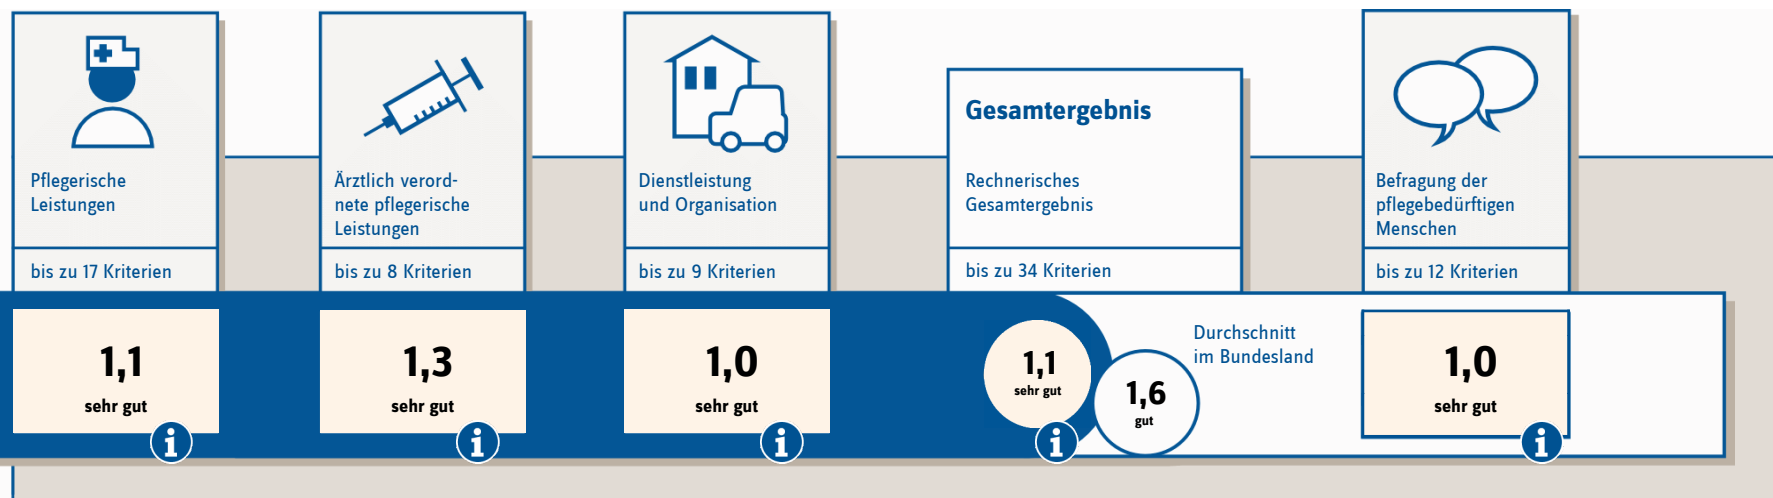 Pflegerische
Leistungen
bis zu 17 Kriterien
1,1
sehr gut
i
Ärztlich verord-
nete pflegerische
Leistungen
bis zu 8 Kriterien
1,3
sehr gut
i
Dienstleistung
und Organisation
bis zu 9 Kriterien
1,0
sehr gut
i
Gesamtergebnis
Rechnerisches
Gesamtergebnis
bis zu 34 Kriterien
1,1
sehr gut
i
1,6
gut
Durchschnitt
im Bundesland
Befragung der
pflegebedürftigen
Menschen
bis zu 12 Kriterien
1,0
sehr gut
i